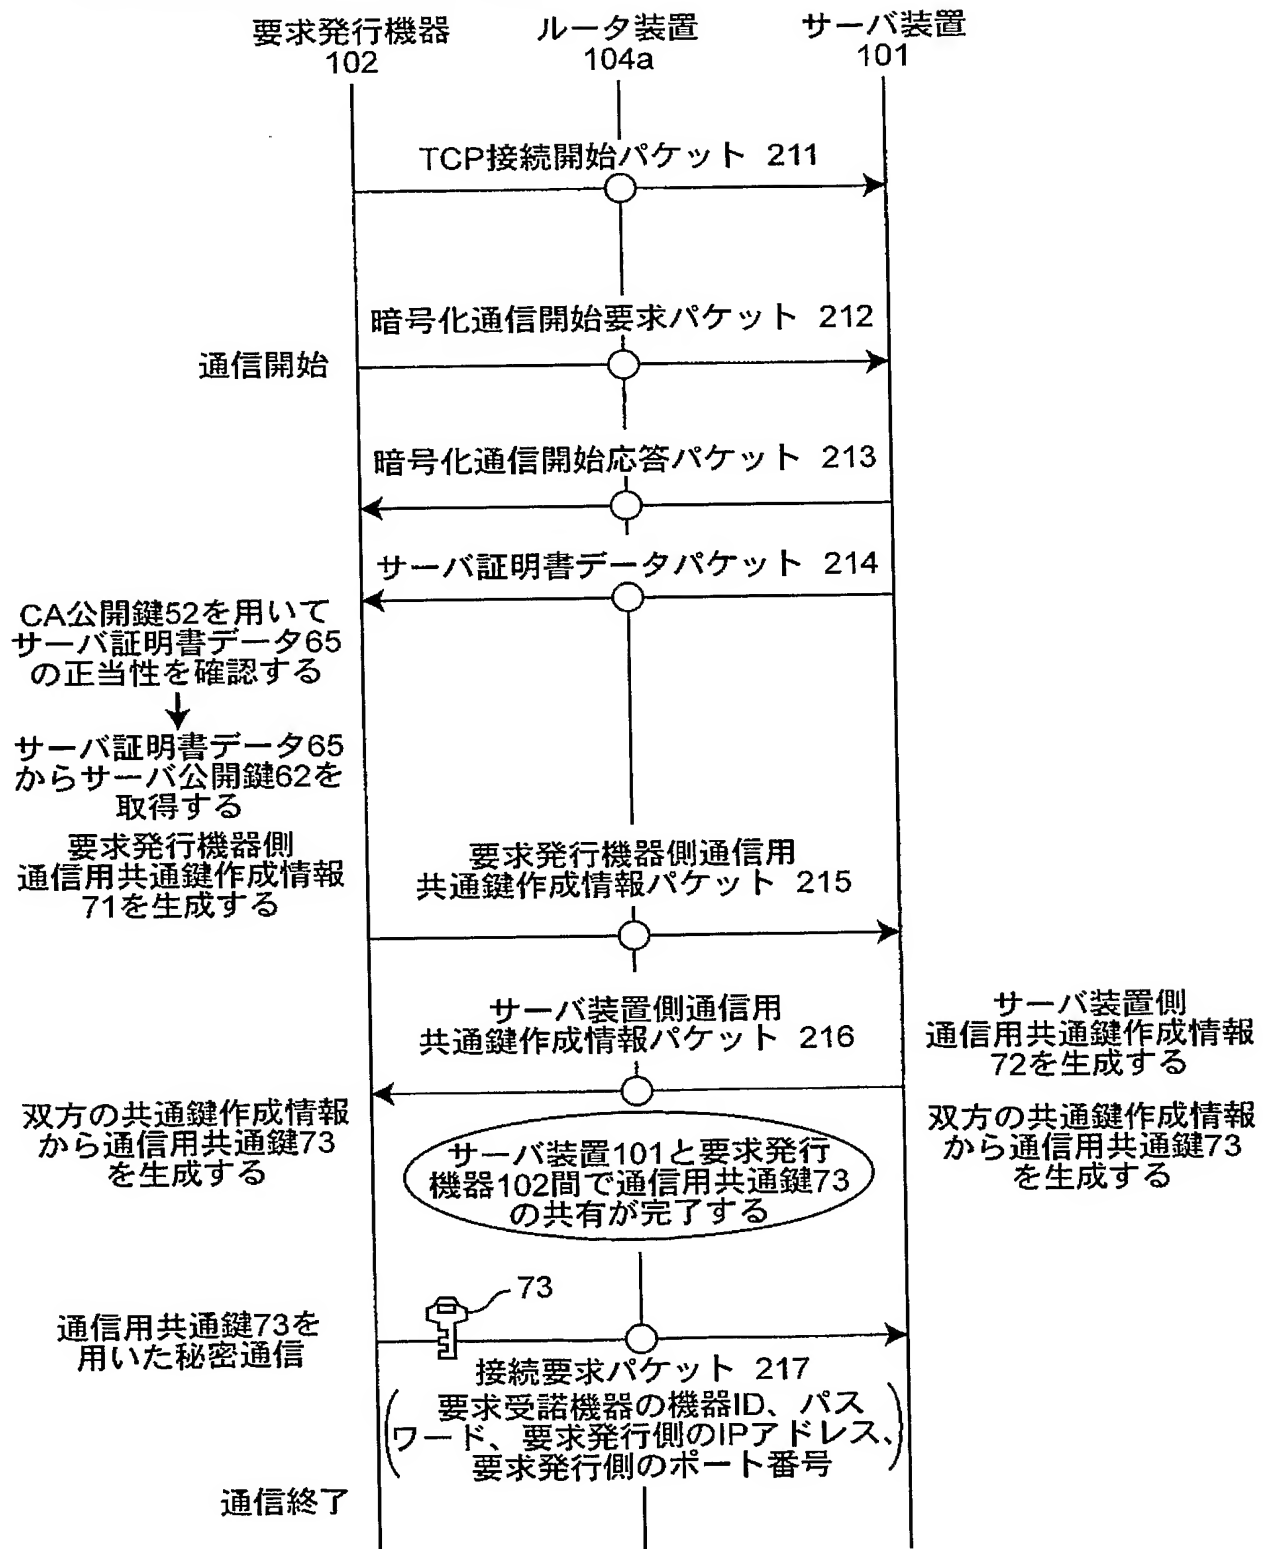 要求発行機器
102
ルータ装置
104a
サーバ装置
101
TCP接続開始パケット 211
暗号化通信開始要求パケット 212
通信開始
暗号化通信開始応答パケット 213
サーバ証明書データパケット 214
CA公開鍵52を用いて
サーバ証明書データ65
の正当性を確認する
サーバ証明書データ65
からサーバ公開鍵62を
取得する
要求発行機器側
通信用共通鍵作成情報
71を生成する
要求発行機器側通信用
共通鍵作成情報パケット 215
サーバ装置側通信用
共通鍵作成情報パケット 216
サーバ装置側
通信用共通鍵作成情報
72を生成する
双方の共通鍵作成情報
から通信用共通鍵73
を生成する
サーバ装置101と要求発行
機器102間で通信用共通鍵73
の共有が完了する
双方の共通鍵作成情報
から通信用共通鍵73
を生成する
73
通信用共通鍵73を
用いた秘密通信
接続要求パケット 217
要求受諾機器の機器ID、パス
ワード、要求発行側のIPアドレス、
要求発行側のポート番号
通信終了